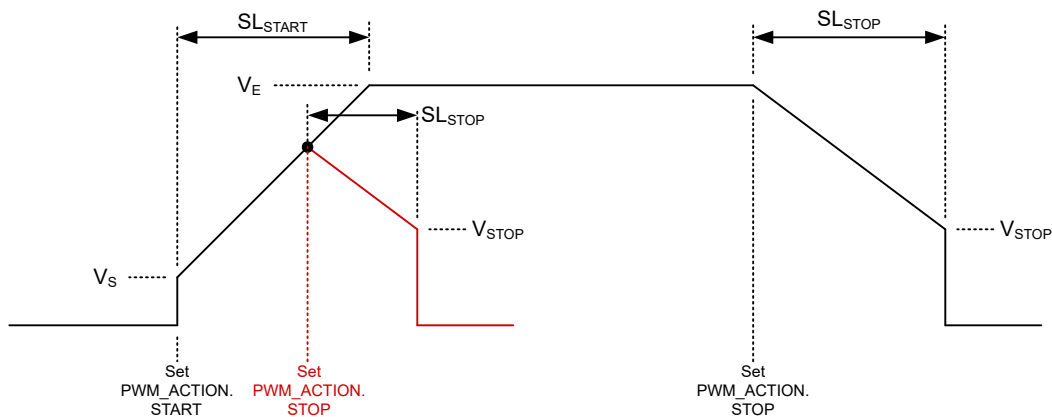 SLSTART
SLSTOP
VE
SLSTOP
VSTOP
VSTOP
VS
Set
PWM_ACTION.
START
Set
PWM_ACTION.
STOP
Set
PWM_ACTION.
STOP